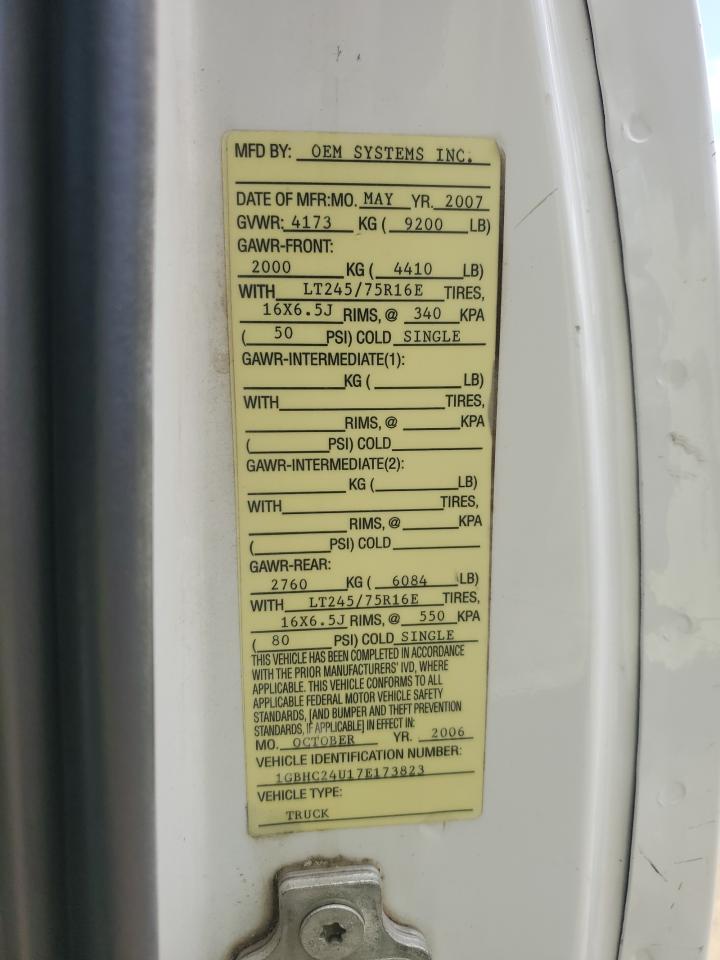 MFD BY: OEM SYSTEMS INC.
DATE OF MFR:MO. MAY YR. 2007
GVWR: 4173 KG ( 9200 LB)
GAWR-FRONT:
2000 KG ( 4410 LB)
WITH LT245/75R16E TIRES,
16X6.5J RIMS, @ 340 KPA
( 50 PSI) COLD SINGLE
GAWR-INTERMEDIATE(1):
KG ( LB)
WITH TIRES,
RIMS, @ KPA
( PSI) COLD
GAWR-INTERMEDIATE(2):
KG ( LB)
WITH TIRES,
RIMS, @ KPA
( PSI) COLD
GAWR-REAR:
2760 KG ( 6084 LB)
WITH LT245/75R16E TIRES,
16X6.5J RIMS, @ 550 KPA
( 80 PSI) COLD SINGLE
THIS VEHICLE HAS BEEN COMPLETED IN ACCORDANCE
WITH THE PRIOR MANUFACTURERS' IVD, WHERE
APPLICABLE. THIS VEHICLE CONFORMS TO ALL
APPLICABLE FEDERAL MOTOR VEHICLE SAFETY
STANDARDS, [AND BUMPER AND THEFT PREVENTION
STANDARDS, IF APPLICABLE] IN EFFECT IN:
MO. OCTOBER YR. 2006
VEHICLE IDENTIFICATION NUMBER:
1GBHC24U17E173823
VEHICLE TYPE:
TRUCK